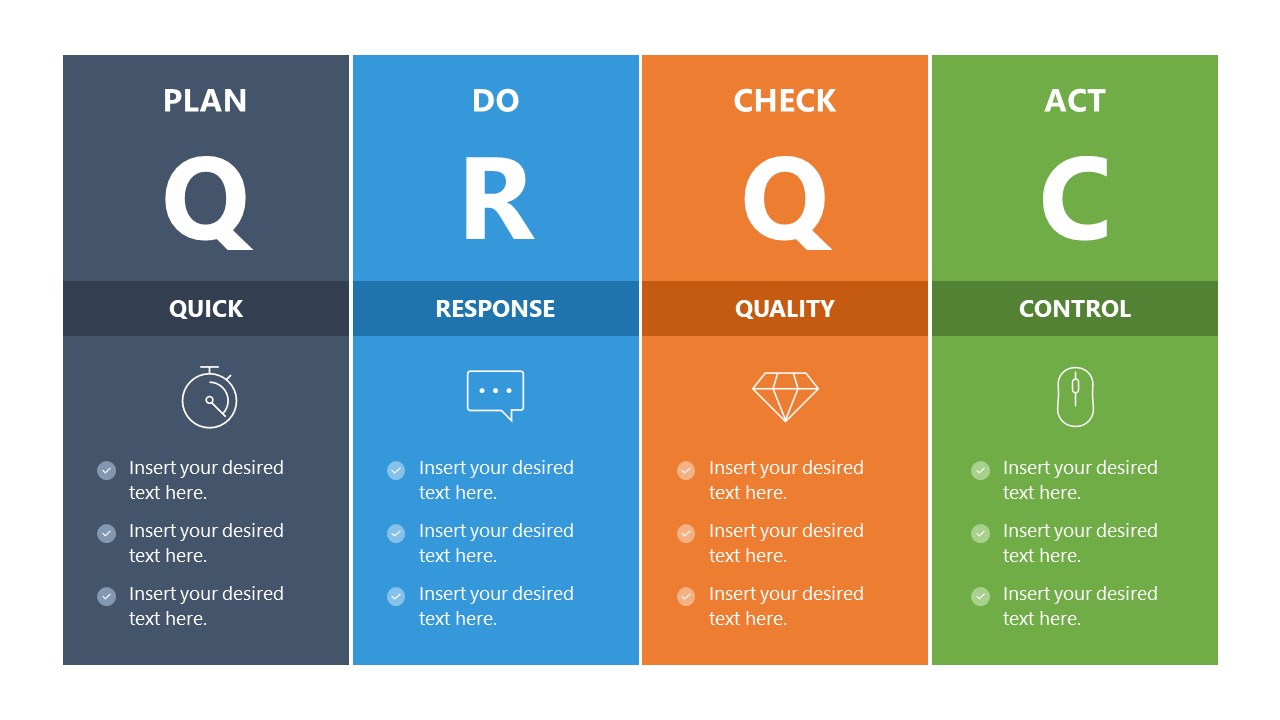 PLAN
Q
QUICK
Insert your desired
text here.
Insert your desired
text here.
Insert your desired
text here.
DO
R
RESPONSE
Insert your desired
text here.
Insert your desired
text here.
Insert your desired
text here.
CHECK
Q
QUALITY
Insert your desired
text here.
Insert your desired
text here.
Insert your desired
text here.
ACT
C
CONTROL
Insert your desired
text here.
Insert your desired
text here.
Insert your desired
text here.